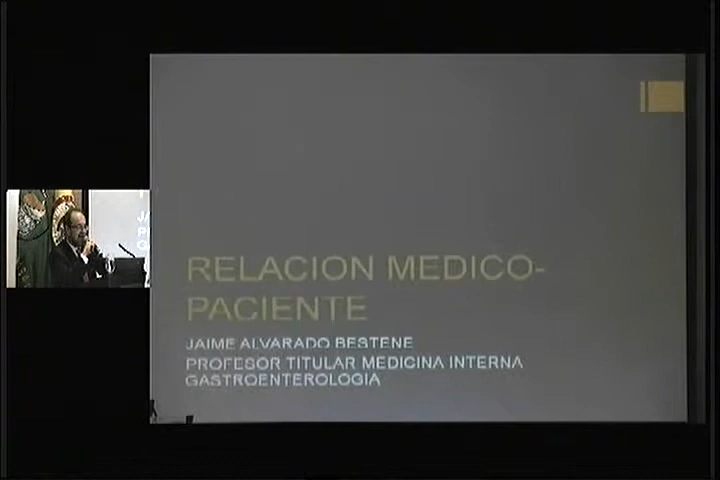 RELACION MEDICO-
PACIENTE
JAIME ALVARADO BESTENE
PROFESOR TITULAR MEDICINA INTERNA
GASTROENTEROLOGIA